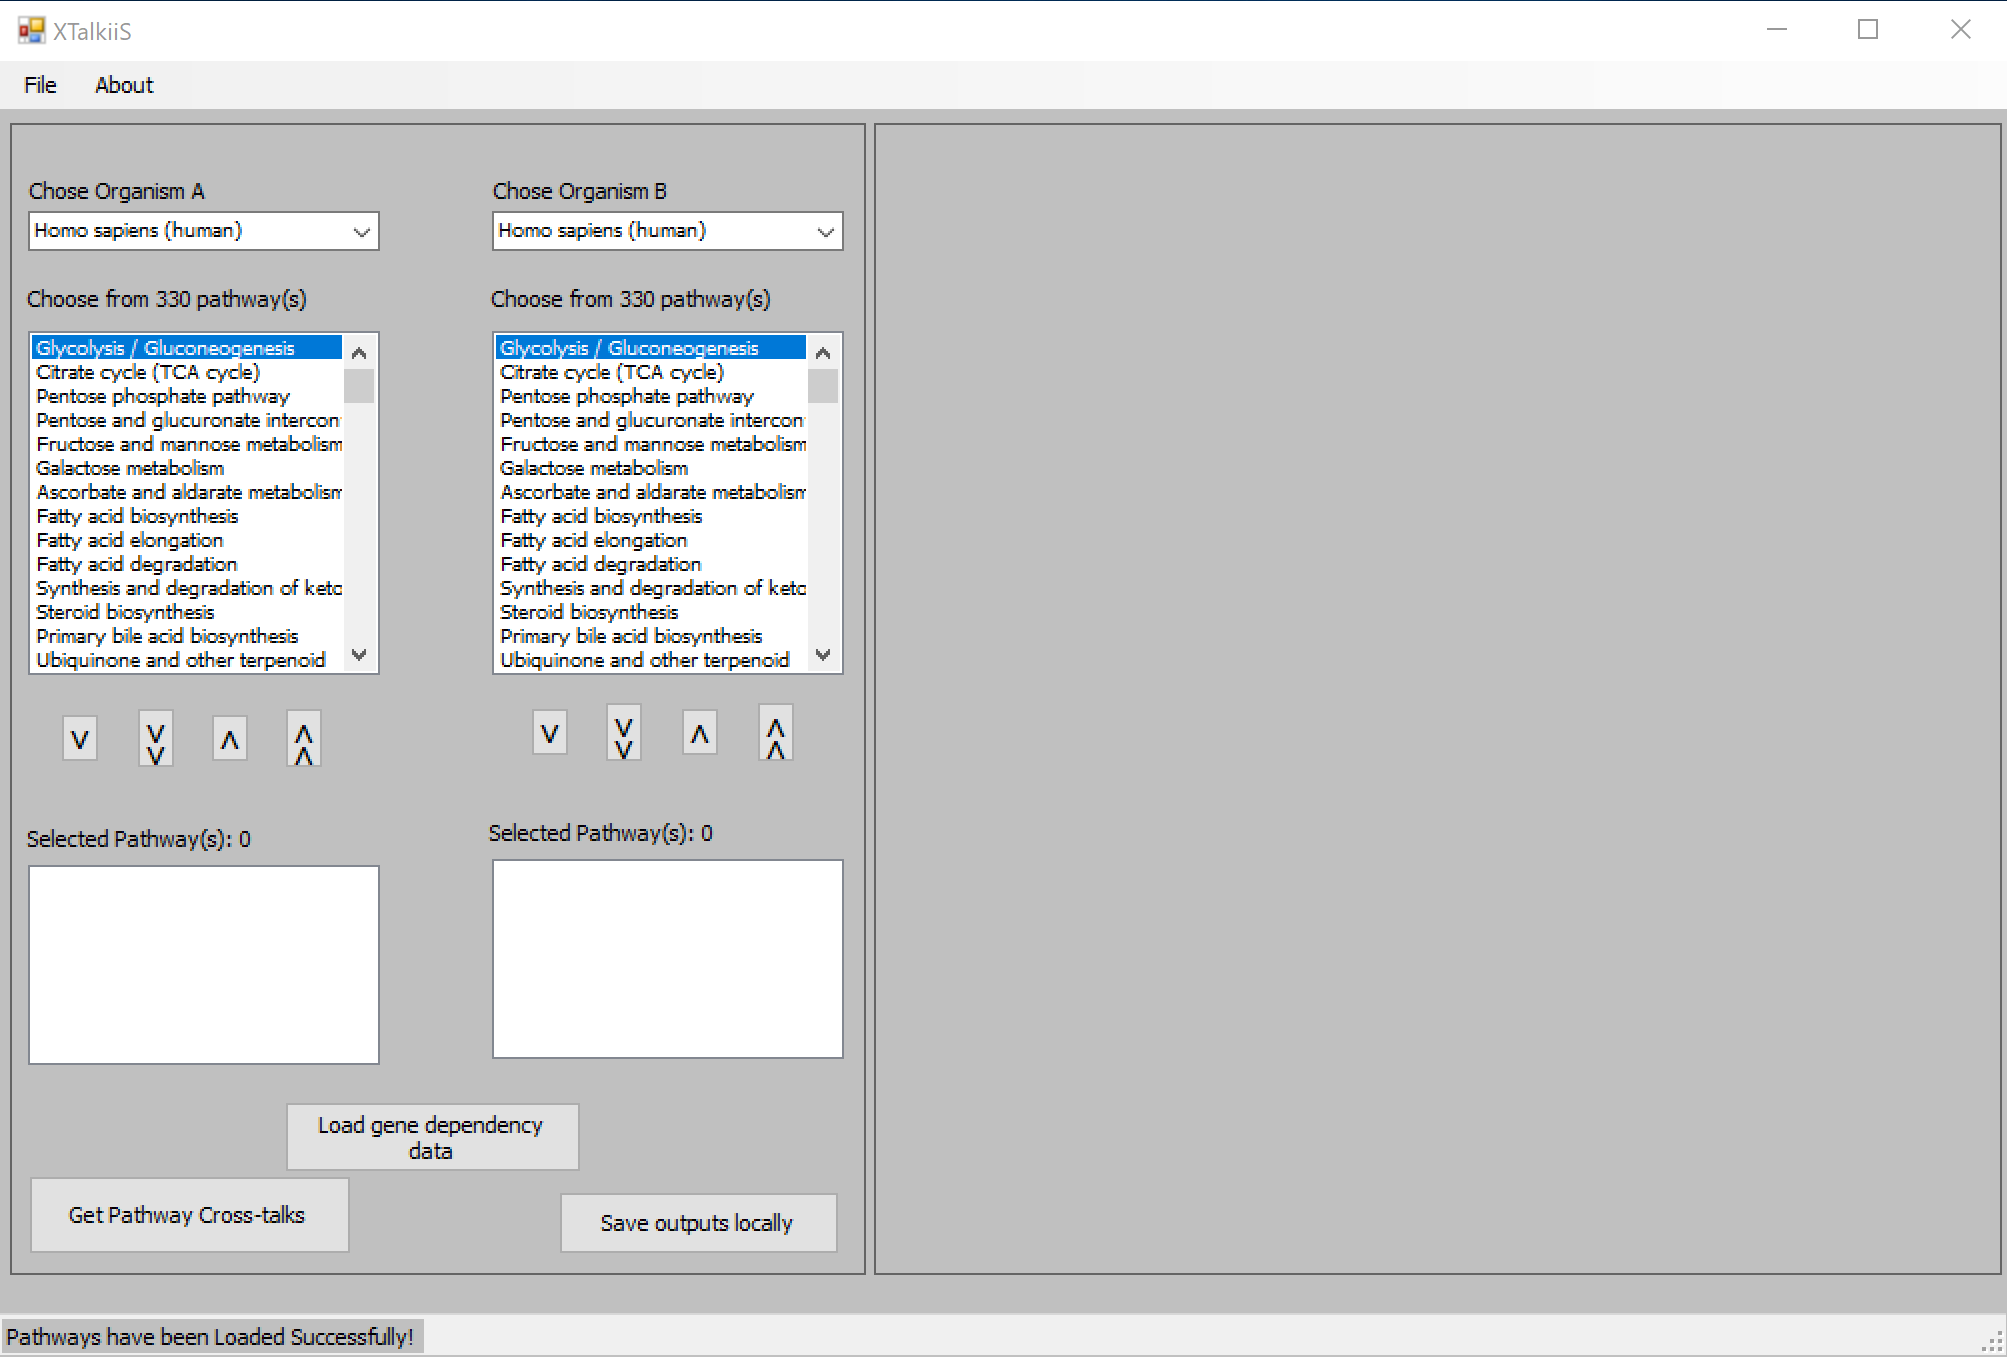 XTalkiiS
File About
Chose Organism A
Homo sapiens (human)
Choose from 330 pathway(s)
Glycolysis / Gluconeogenesis
Citrate cycle (TCA cycle)
Pentose phosphate pathway
Pentose and glucuronate intercon
Fructose and mannose metabolism
Galactose metabolism
Ascorbate and aldarate metabolism
Fatty acid biosynthesis
Fatty acid elongation
Fatty acid degradation
Synthesis and degradation of keto
Steroid biosynthesis
Primary bile acid biosynthesis
Ubiquinone and other terpenoid
Selected Pathway(s): 0
Chose Organism B
Homo sapiens (human)
Choose from 330 pathway(s)
Glycolysis / Gluconeogenesis
Citrate cycle (TCA cycle)
Pentose phosphate pathway
Pentose and glucuronate intercon
Fructose and mannose metabolism
Galactose metabolism
Ascorbate and aldarate metabolism
Fatty acid biosynthesis
Fatty acid elongation
Fatty acid degradation
Synthesis and degradation of keto
Steroid biosynthesis
Primary bile acid biosynthesis
Ubiquinone and other terpenoid
Selected Pathway(s): 0
Load gene dependency
data
Get Pathway Cross-talks
Save outputs locally
Pathways have been Loaded Successfully!